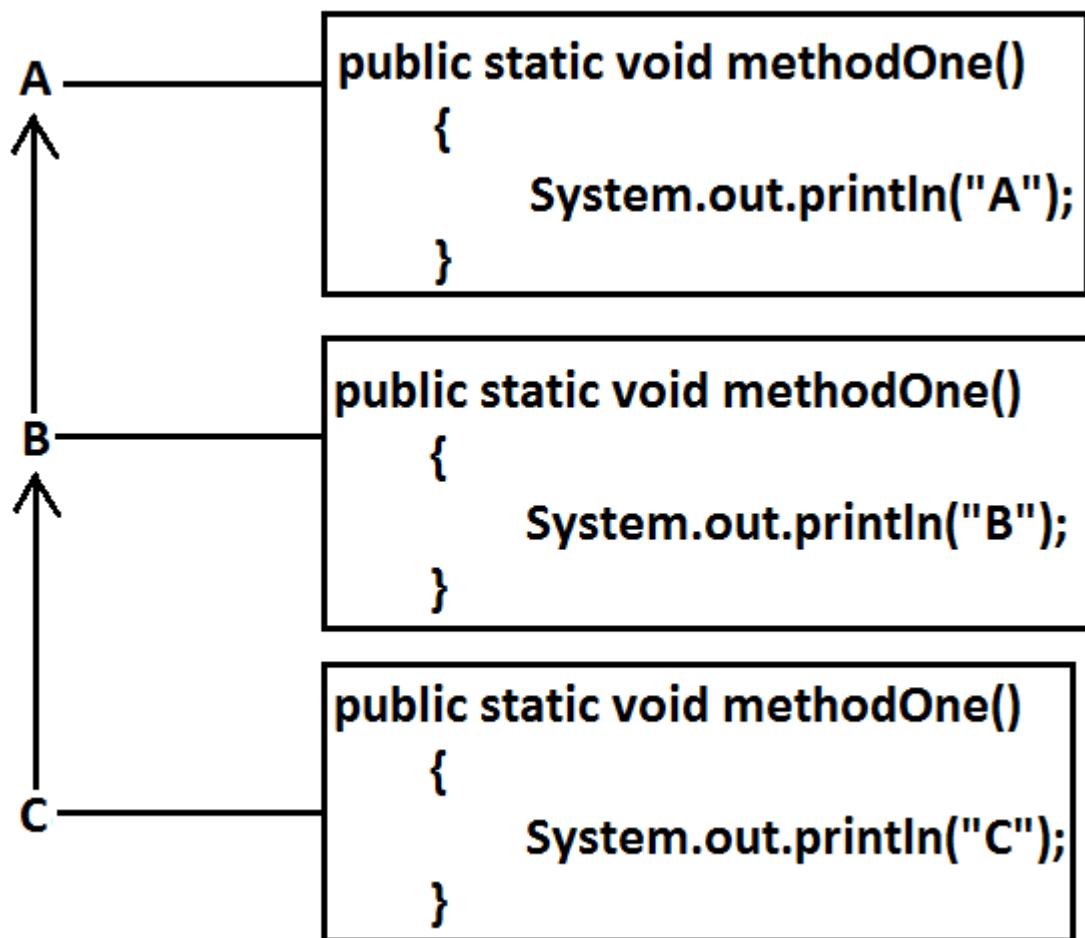 A
public static void methodOne()
{
System.out.println("A");
}
B
public static void methodOne()
{
System.out.println("B");
}
C
public static void methodOne()
{
System.out.println("C");
}